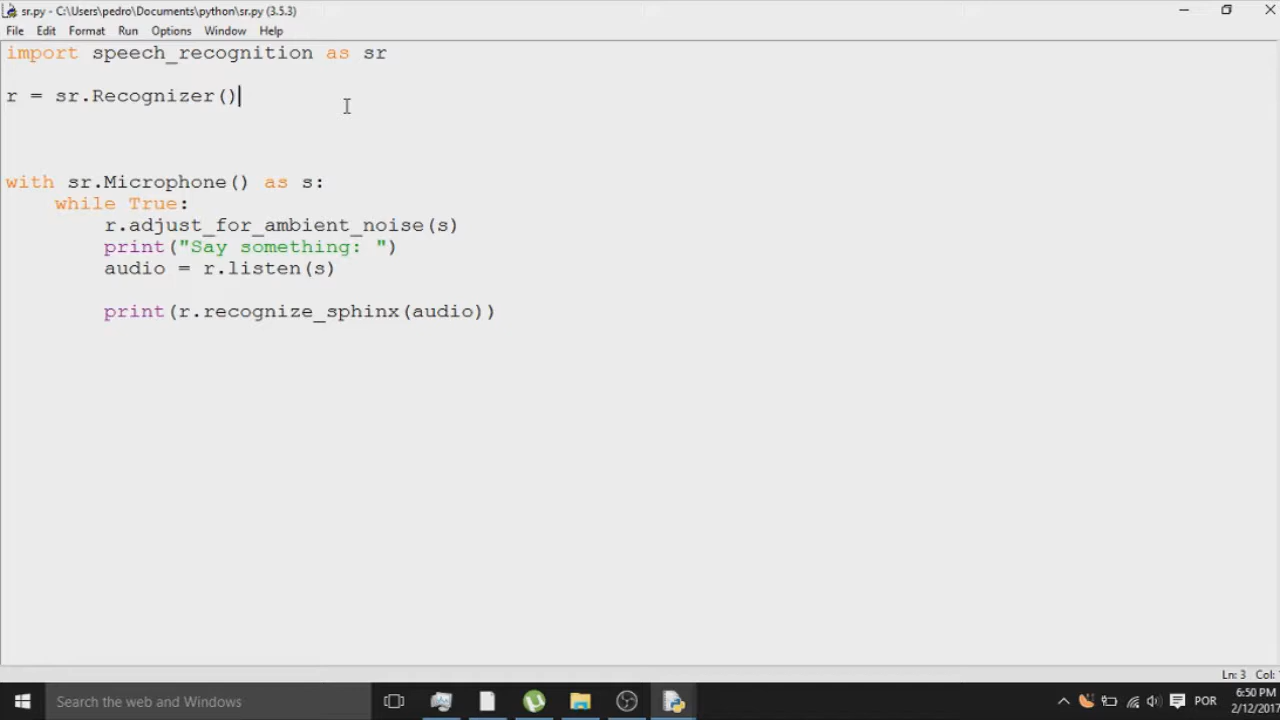 sr.py - C:\Users\pedro\Documents\python\sr.py (3.5.3)
File Edit Format Run Options Window Help
import speech_recognition as sr
r = sr.Recognizer()
with sr.Microphone() as s:
while True:
r.adjust_for_ambient_noise(s)
print("Say something: ")
audio = r.listen(s)
print(r.recognize_sphinx(audio))
Ln: 3 Col:
Search the web and Windows
POR
6:50 PM
2/12/2017